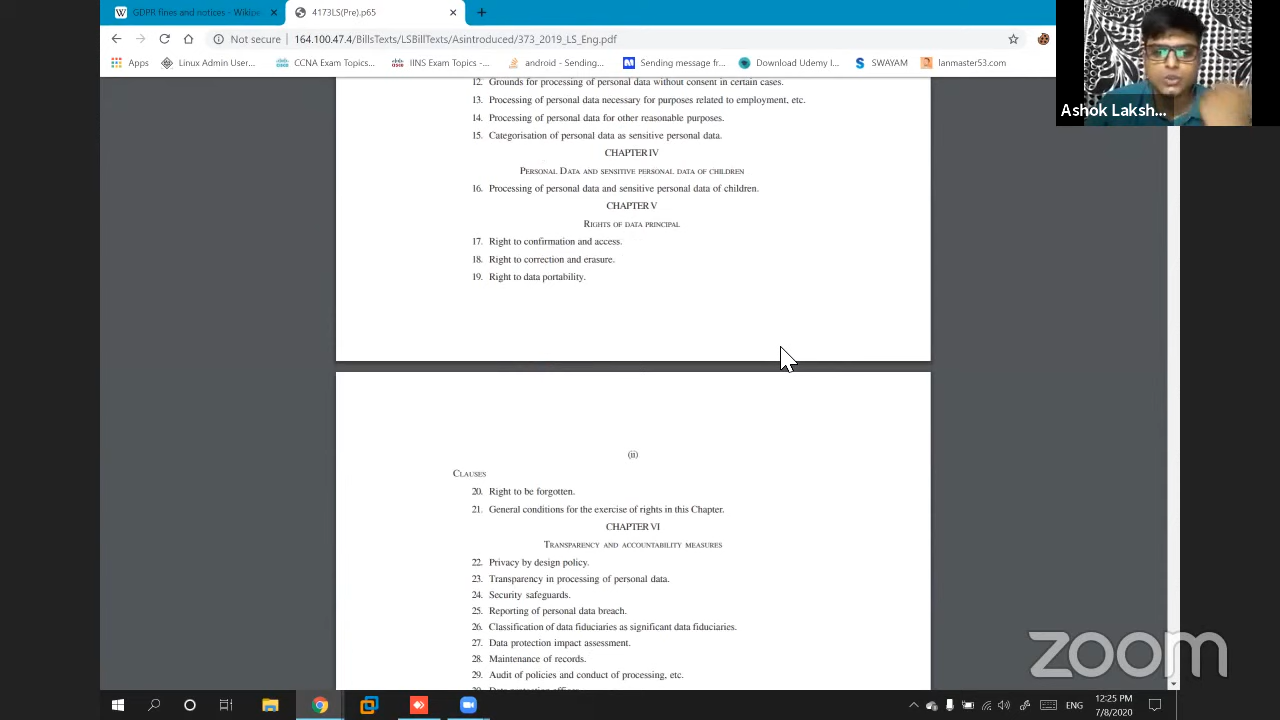 GDPR fines and notices - Wikipe
4173LS(Pre).p65
Not secure
164.100.47.4/BillsTexts/LSBillTexts/Asintroduced/373_2019_LS_Eng.pdf
Apps
Linux Admin User...
CCNA Exam Topics...
IINS Exam Topics -...
android - Sending...
Sending message fr...
Download Udemy I...
SWAYAM
lanmaster53.com
Ashok Laksh...
12. Grounds for processing of personal data without consent in certain cases.
13. Processing of personal data necessary for purposes related to employment, etc.
14. Processing of personal data for other reasonable purposes.
15. Categorisation of personal data as sensitive personal data.
CHAPTER IV
PERSONAL DATA AND SENSITIVE PERSONAL DATA OF CHILDREN
16. Processing of personal data and sensitive personal data of children.
CHAPTER V
RIGHTS OF DATA PRINCIPAL
17. Right to confirmation and access.
18. Right to correction and erasure.
19. Right to data portability.
(ii)
CLAUSES
20. Right to be forgotten.
21. General conditions for the exercise of rights in this Chapter.
CHAPTER VI
TRANSPARENCY AND ACCOUNTABILITY MEASURES
22. Privacy by design policy.
23. Transparency in processing of personal data.
24. Security safeguards.
25. Reporting of personal data breach.
26. Classification of data fiduciaries as significant data fiduciaries.
27. Data protection impact assessment.
28. Maintenance of records.
29. Audit of policies and conduct of processing, etc.
zoom
ENG
12:25 PM
7/8/2020